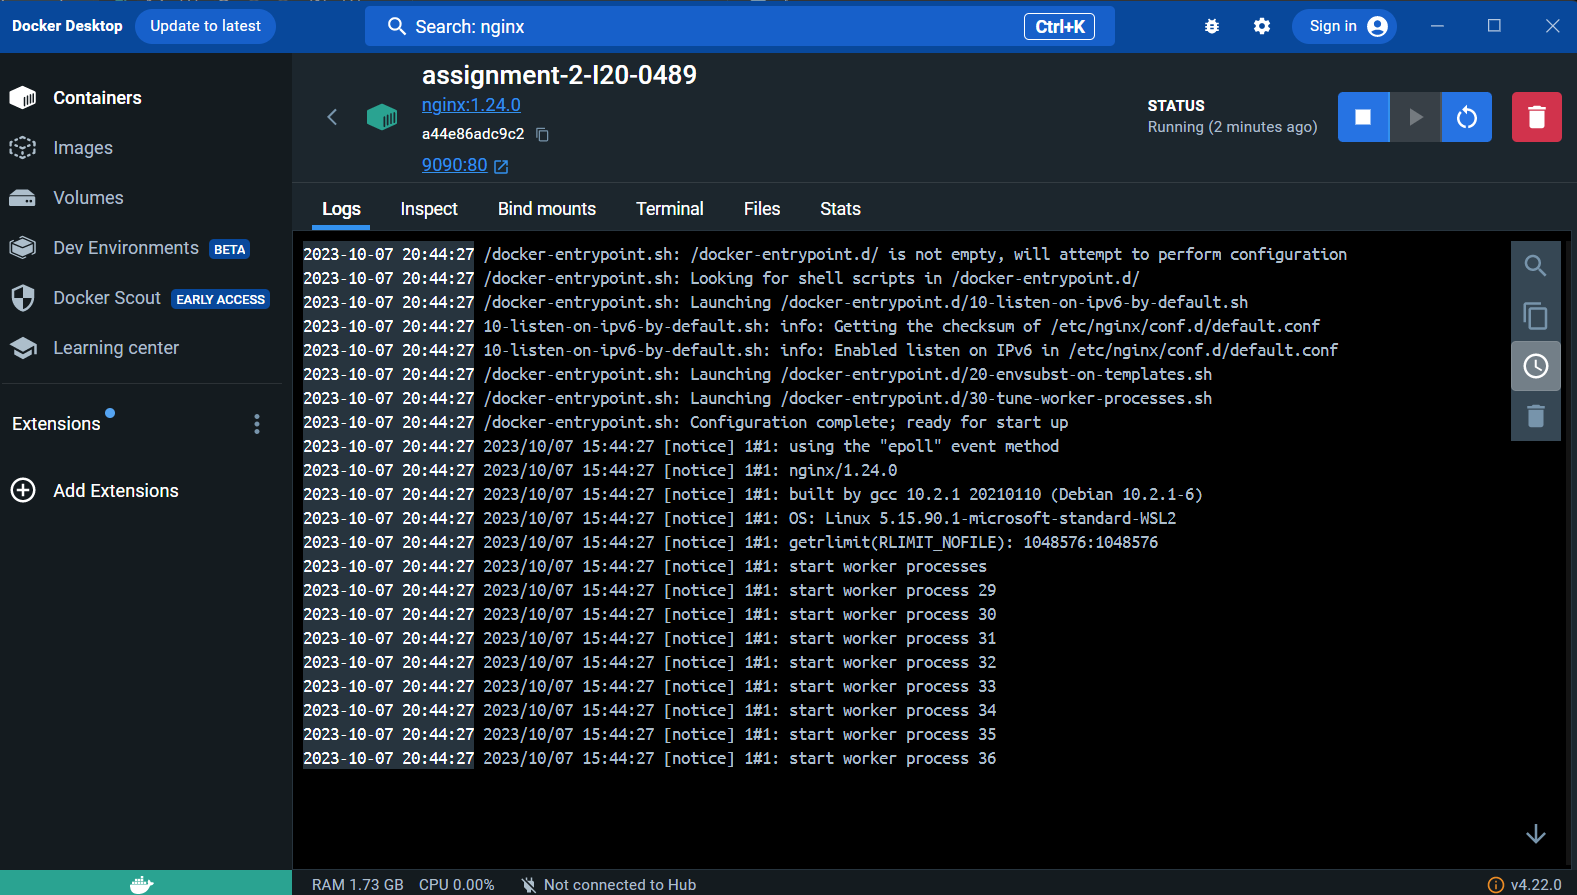 Docker Desktop
Update to latest
Search: nginx
Ctrl+K
Sign in
Containers
Images
Volumes
Dev Environments BETA
Docker Scout EARLY ACCESS
Learning center
Extensions
Add Extensions
assignment-2-I20-0489
nginx:1.24.0
a44e86adc9c2
9090:80
STATUS
Running (2 minutes ago)
Logs Inspect Bind mounts Terminal Files Stats
2023-10-07 20:44:27 /docker-entrypoint.sh: /docker-entrypoint.d/ is not empty, will attempt to perform configuration
2023-10-07 20:44:27 /docker-entrypoint.sh: Looking for shell scripts in /docker-entrypoint.d/
2023-10-07 20:44:27 /docker-entrypoint.sh: Launching /docker-entrypoint.d/10-listen-on-ipv6-by-default.sh
2023-10-07 20:44:27 10-listen-on-ipv6-by-default.sh: info: Getting the checksum of /etc/nginx/conf.d/default.conf
2023-10-07 20:44:27 10-listen-on-ipv6-by-default.sh: info: Enabled listen on IPv6 in /etc/nginx/conf.d/default.conf
2023-10-07 20:44:27 /docker-entrypoint.sh: Launching /docker-entrypoint.d/20-envsubst-on-templates.sh
2023-10-07 20:44:27 /docker-entrypoint.sh: Launching /docker-entrypoint.d/30-tune-worker-processes.sh
2023-10-07 20:44:27 /docker-entrypoint.sh: Configuration complete; ready for start up
2023-10-07 20:44:27 2023/10/07 15:44:27 [notice] 1#1: using the "epoll" event method
2023-10-07 20:44:27 2023/10/07 15:44:27 [notice] 1#1: nginx/1.24.0
2023-10-07 20:44:27 2023/10/07 15:44:27 [notice] 1#1: built by gcc 10.2.1 20210110 (Debian 10.2.1-6)
2023-10-07 20:44:27 2023/10/07 15:44:27 [notice] 1#1: OS: Linux 5.15.90.1-microsoft-standard-WSL2
2023-10-07 20:44:27 2023/10/07 15:44:27 [notice] 1#1: getrlimit(RLIMIT_NOFILE): 1048576:1048576
2023-10-07 20:44:27 2023/10/07 15:44:27 [notice] 1#1: start worker processes
2023-10-07 20:44:27 2023/10/07 15:44:27 [notice] 1#1: start worker process 29
2023-10-07 20:44:27 2023/10/07 15:44:27 [notice] 1#1: start worker process 30
2023-10-07 20:44:27 2023/10/07 15:44:27 [notice] 1#1: start worker process 31
2023-10-07 20:44:27 2023/10/07 15:44:27 [notice] 1#1: start worker process 32
2023-10-07 20:44:27 2023/10/07 15:44:27 [notice] 1#1: start worker process 33
2023-10-07 20:44:27 2023/10/07 15:44:27 [notice] 1#1: start worker process 34
2023-10-07 20:44:27 2023/10/07 15:44:27 [notice] 1#1: start worker process 35
2023-10-07 20:44:27 2023/10/07 15:44:27 [notice] 1#1: start worker process 36
RAM 1.73 GB CPU 0.00% Not connected to Hub
v4.22.0